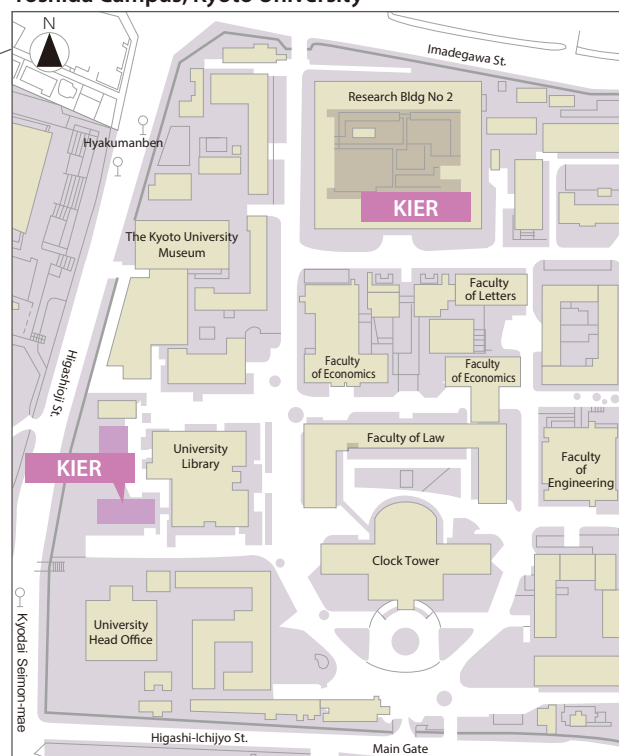 Yoshida Campus, Kyoto University
N
Imadegawa St.
Research Bldg No 2
Hyakumanben
KIER
The Kyoto University
Museum
Faculty
of Letters
Faculty
of Economics
Faculty
of Economics
Higashioji St.
Faculty of Law
University
Library
KIER
Faculty
of
Engineering
Clock Tower
University
Head Office
Kyodai Seimon-mae
Higashi-Ichijyo St.
Main Gate